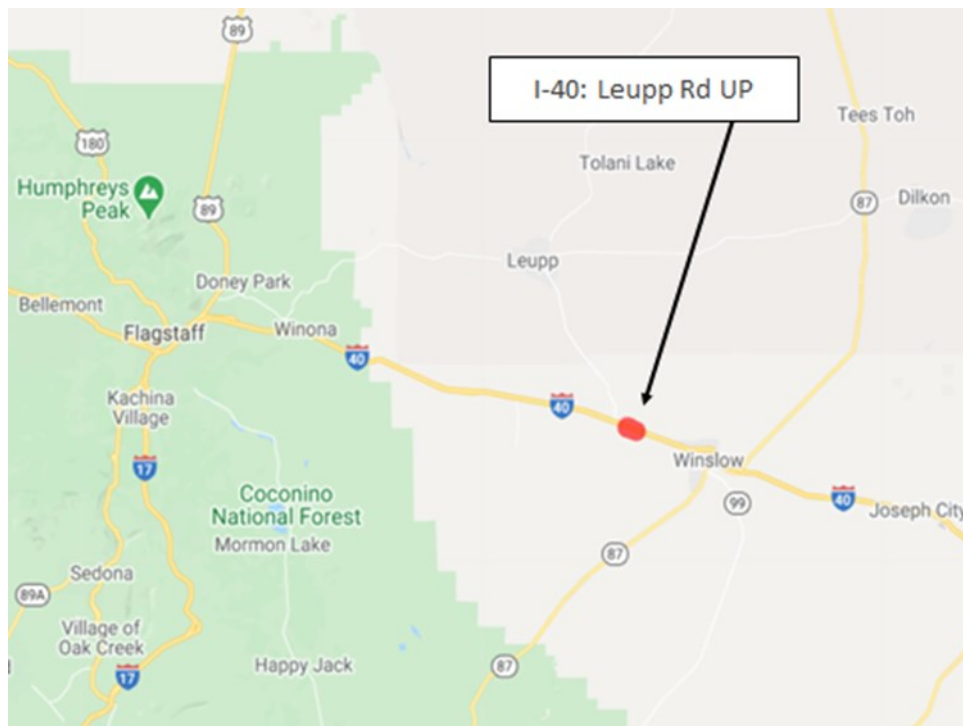 89
I-40: Leupp Rd UP
Tees Toh
180
Tolani Lake
Humphreys
Peak
89
87
Dilkon
Leupp
Doney Park
Bellemont
Flagstaff
Winona
40
Kachina
Village
40
17
Winslow
Coconino
National Forest
99
40
Joseph City
Mormon Lake
87
Sedona
89A
Village of
Oak Creek
Happy Jack
87
17